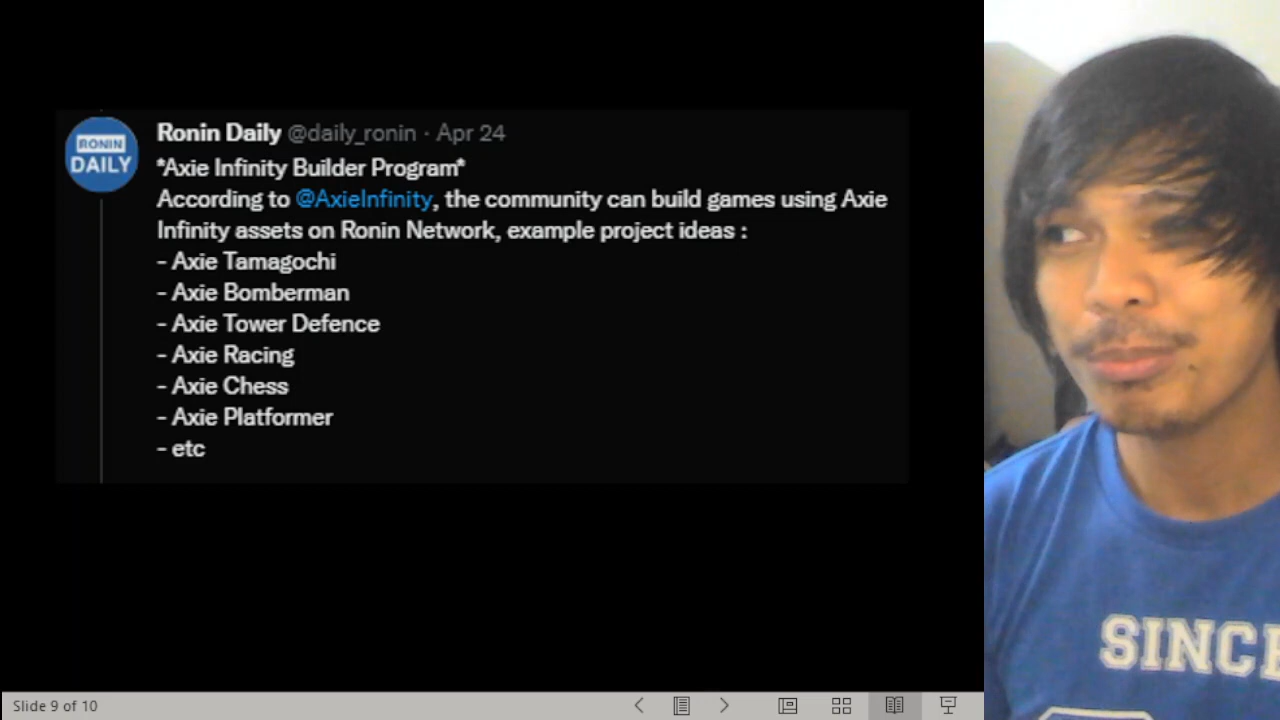 RONIN
DAILY
Ronin Daily @daily_ronin · Apr 24
*Axie Infinity Builder Program*
According to @AxieInfinity, the community can build games using Axie
Infinity assets on Ronin Network, example project ideas :
- Axie Tamagochi
- Axie Bomberman
- Axie Tower Defence
- Axie Racing
- Axie Chess
- Axie Platformer
- etc
SINCE
Slide 9 of 10